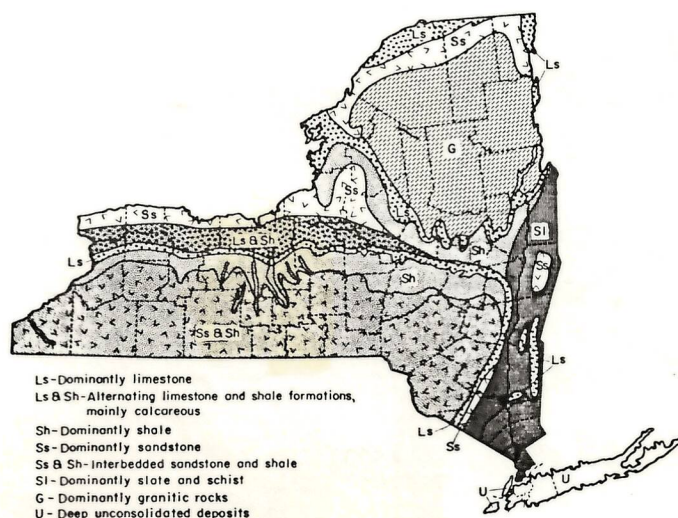 Ls
Ss
Ls
G
Ss
Ss
Sh
Sl
Ls & Sh
Ls
Sh
Ss
Ss & Sh
Ls
Ls
Ss
U
U
Ls-Dominantly limestone
Ls & Sh-Alternating limestone and shale formations,
mainly calcareous
Sh-Dominantly shale
Ss-Dominantly sandstone
Ss & Sh-Interbedded sandstone and shale
Sl-Dominantly slate and schist
G - Dominantly granitic rocks
U - Deep unconsolidated deposits